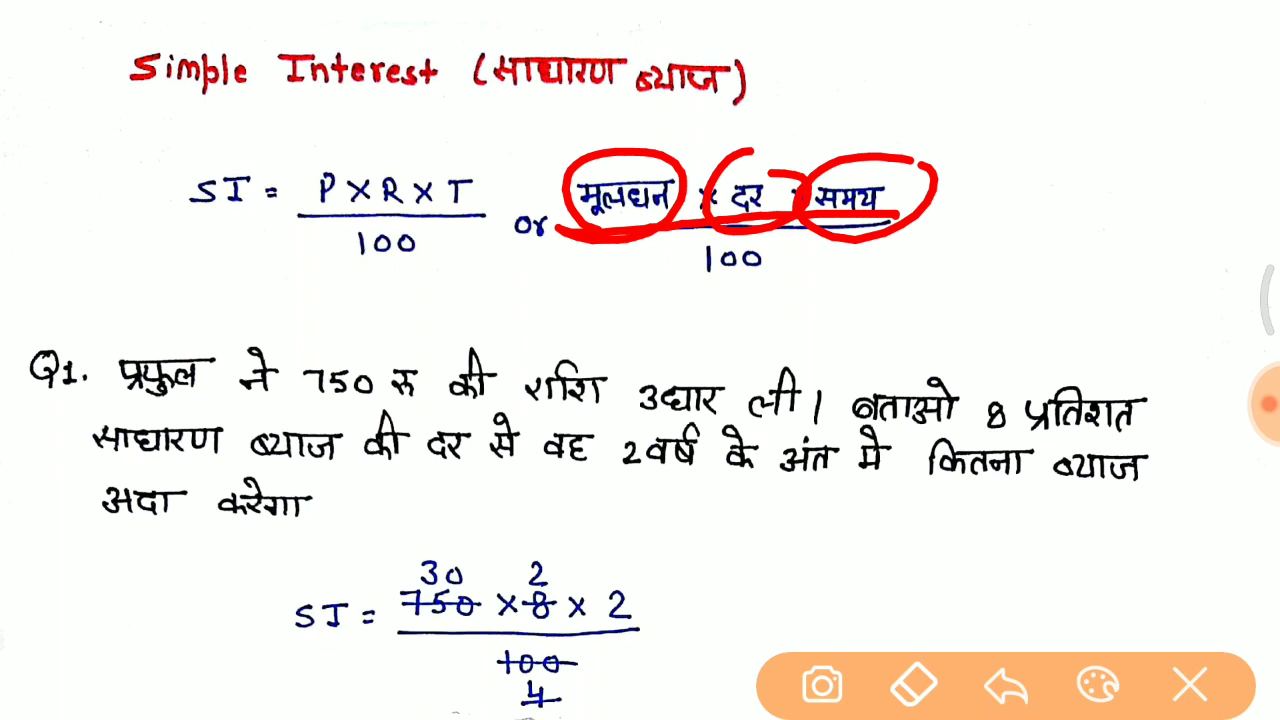 Simple Interest (साधारण ब्याज)
SI = P X R X T / 100 or मूलधन × दर × समय / 100
Q1. प्रफुल ने 750 रु की राशि उधार ली। बताओ 8 प्रतिशत
साधारण ब्याज की दर से वह 2 वर्ष के अंत मे कितना ब्याज
अदा करेगा
30 2
SI = 750 × 8 × 2
100
4